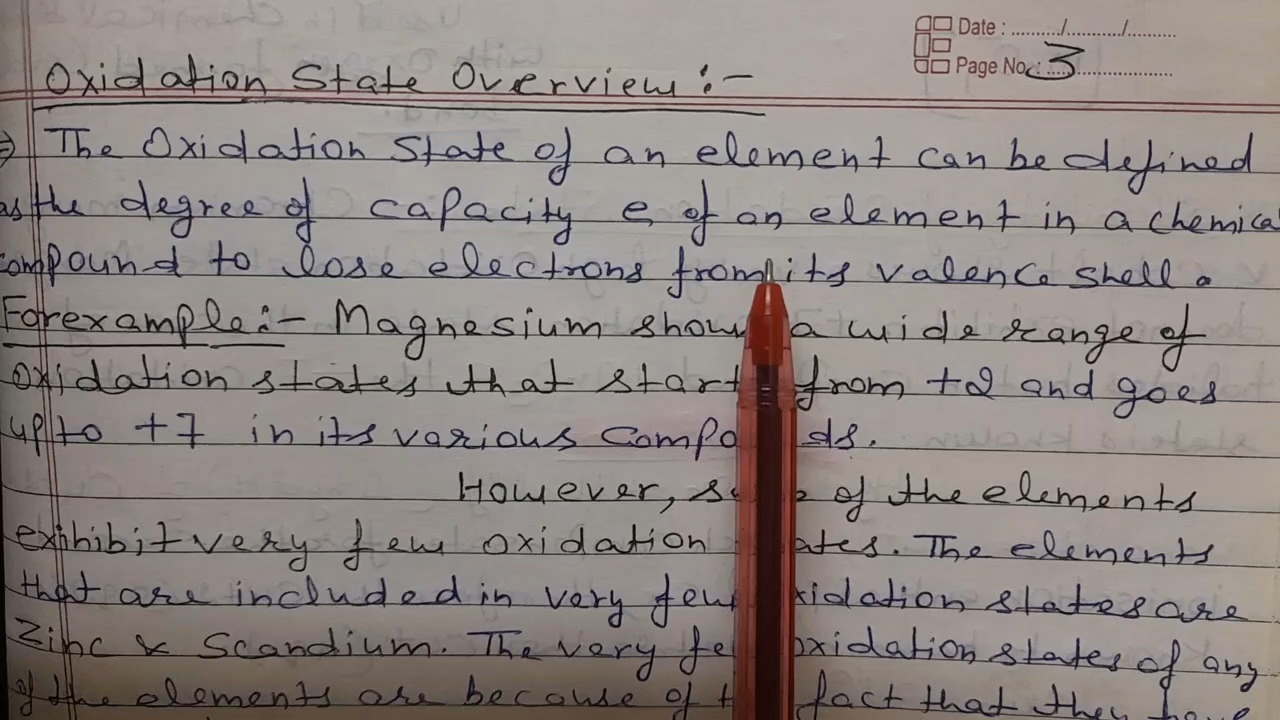 Date : ........../........../..........
Page No. : 3
Oxidation State Overview :-
⇒ The Oxidation State of an element can be defined
as the degree of capacity e of an element in a chemical
compound to lose electrons from its valence shell.
For example :- Magnesium show a wide range of
oxidation states that start from +2 and goes
up to +7 in its various Compo ds.
However, s of the elements
exihibit very few oxidation ates. The elements
that are included in very few xidation states are
Zinc & Scandium. The very fe oxidation states of any
of the elements are because of t fact that they have